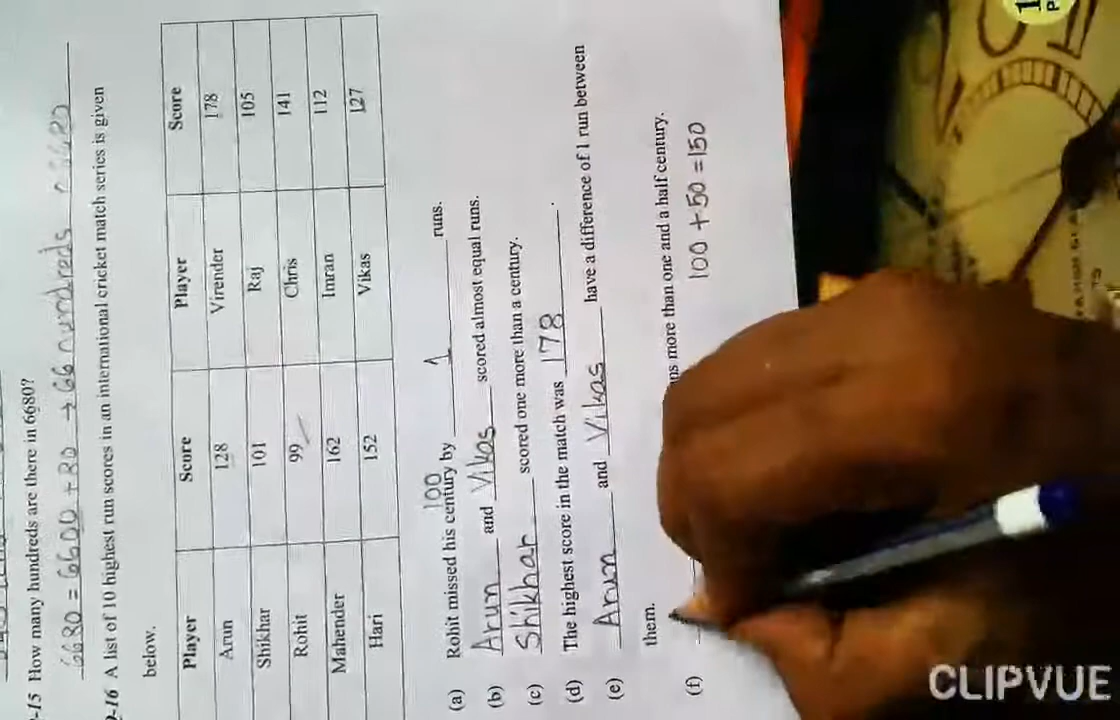 -15 How many hundreds are there in 6680?
6680 = 6600 + 80 → 66 hundreds
Q-16 A list of 10 highest run scores in an international cricket match series is given
below.
Player Score Player Score
Arun 128 Virender 178
Shikhar 101 Raj 105
Rohit 99 Chris 141
Mahender 162 Imran 112
Hari 152 Vikas 127
100
(a) Rohit missed his century by 1 runs.
(b) Arun and Vikas scored almost equal runs.
(c) Shikhar scored one more than a century.
(d) The highest score in the match was 178.
(e) Arun and Vikas have a difference of 1 run between
them.
(f) ns more than one and a half century.
100 + 50 = 150
CLIPVUE